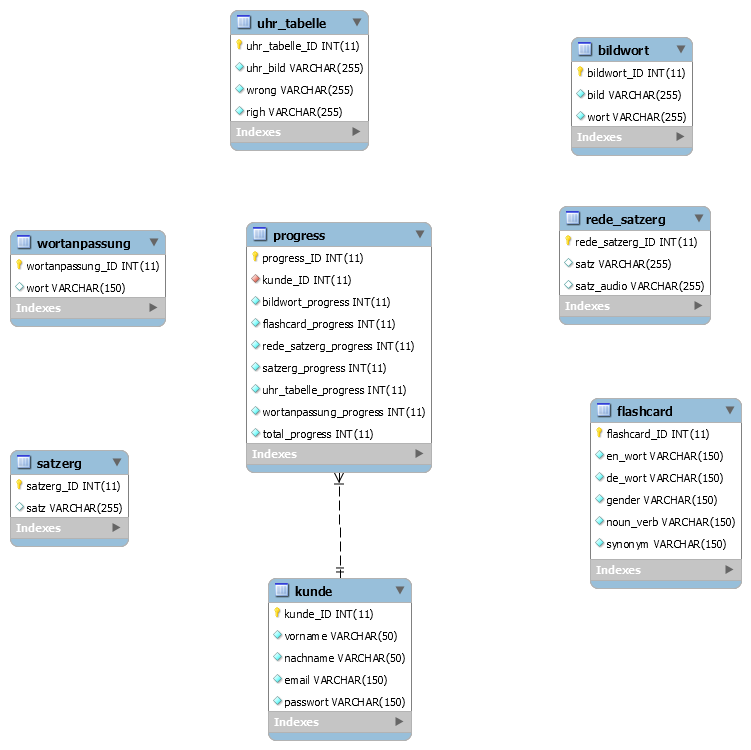 uhr_tabelle
uhr_tabelle_ID INT(11)
uhr_bild VARCHAR(255)
wrong VARCHAR(255)
righ VARCHAR(255)
Indexes
bildwort
bildwort_ID INT(11)
bild VARCHAR(255)
wort VARCHAR(255)
Indexes
wortanpassung
wortanpassung_ID INT(11)
wort VARCHAR(150)
Indexes
progress
progress_ID INT(11)
kunde_ID INT(11)
bildwort_progress INT(11)
flashcard_progress INT(11)
rede_satzerg_progress INT(11)
satzerg_progress INT(11)
uhr_tabelle_progress INT(11)
wortanpassung_progress INT(11)
total_progress INT(11)
Indexes
rede_satzerg
rede_satzerg_ID INT(11)
satz VARCHAR(255)
satz_audio VARCHAR(255)
Indexes
satzerg
satzerg_ID INT(11)
satz VARCHAR(255)
Indexes
flashcard
flashcard_ID INT(11)
en_wort VARCHAR(150)
de_wort VARCHAR(150)
gender VARCHAR(150)
noun_verb VARCHAR(150)
synonym VARCHAR(150)
Indexes
kunde
kunde_ID INT(11)
vorname VARCHAR(50)
nachname VARCHAR(50)
email VARCHAR(150)
passwort VARCHAR(150)
Indexes